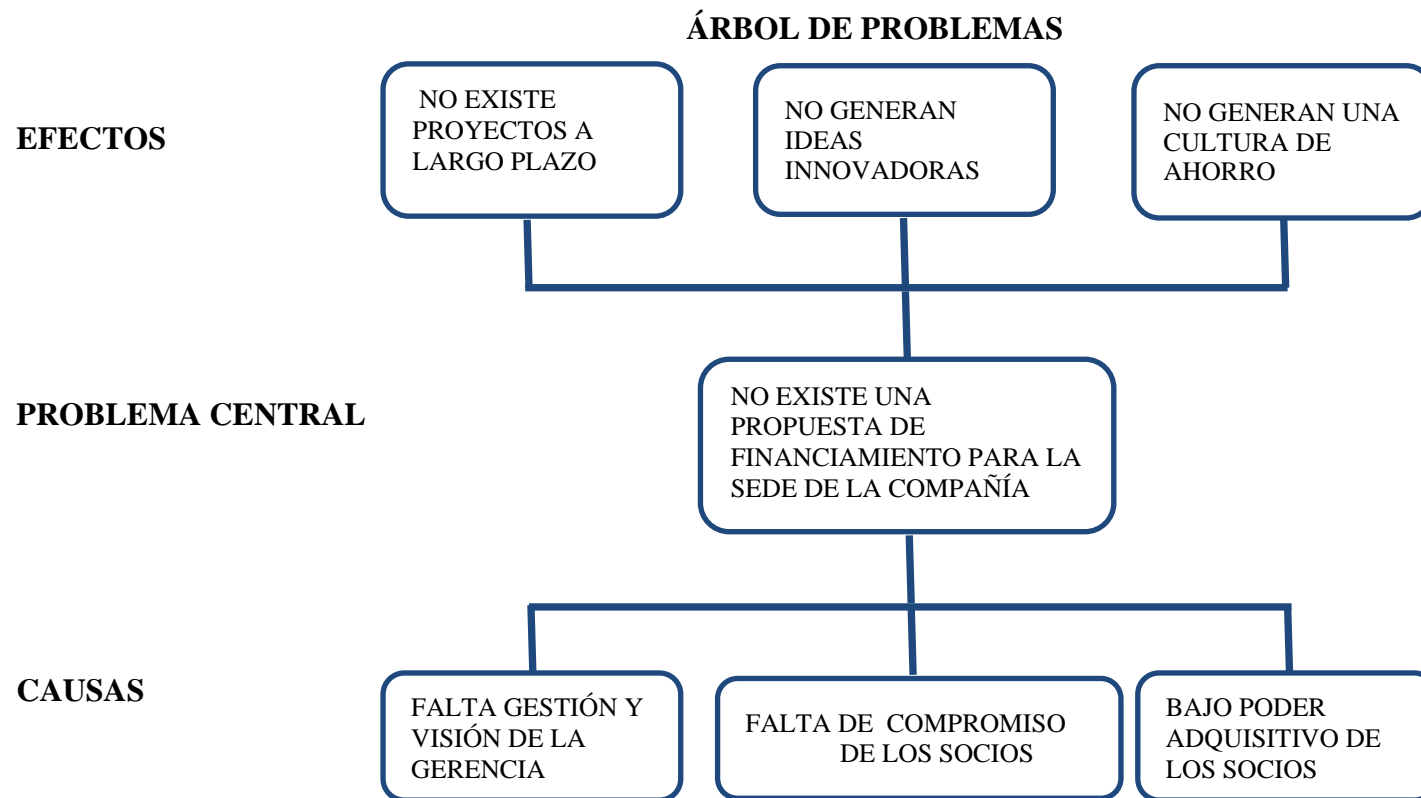 ÁRBOL DE PROBLEMAS
EFECTOS
NO EXISTE
PROYECTOS A
LARGO PLAZO
NO GENERAN
IDEAS
INNOVADORAS
NO GENERAN UNA
CULTURA DE
AHORRO
PROBLEMA CENTRAL
NO EXISTE UNA
PROPUESTA DE
FINANCIAMIENTO PARA LA
SEDE DE LA COMPAÑÍA
CAUSAS
FALTA GESTIÓN Y
VISIÓN DE LA
GERENCIA
FALTA DE COMPROMISO
DE LOS SOCIOS
BAJO PODER
ADQUISITIVO DE
LOS SOCIOS